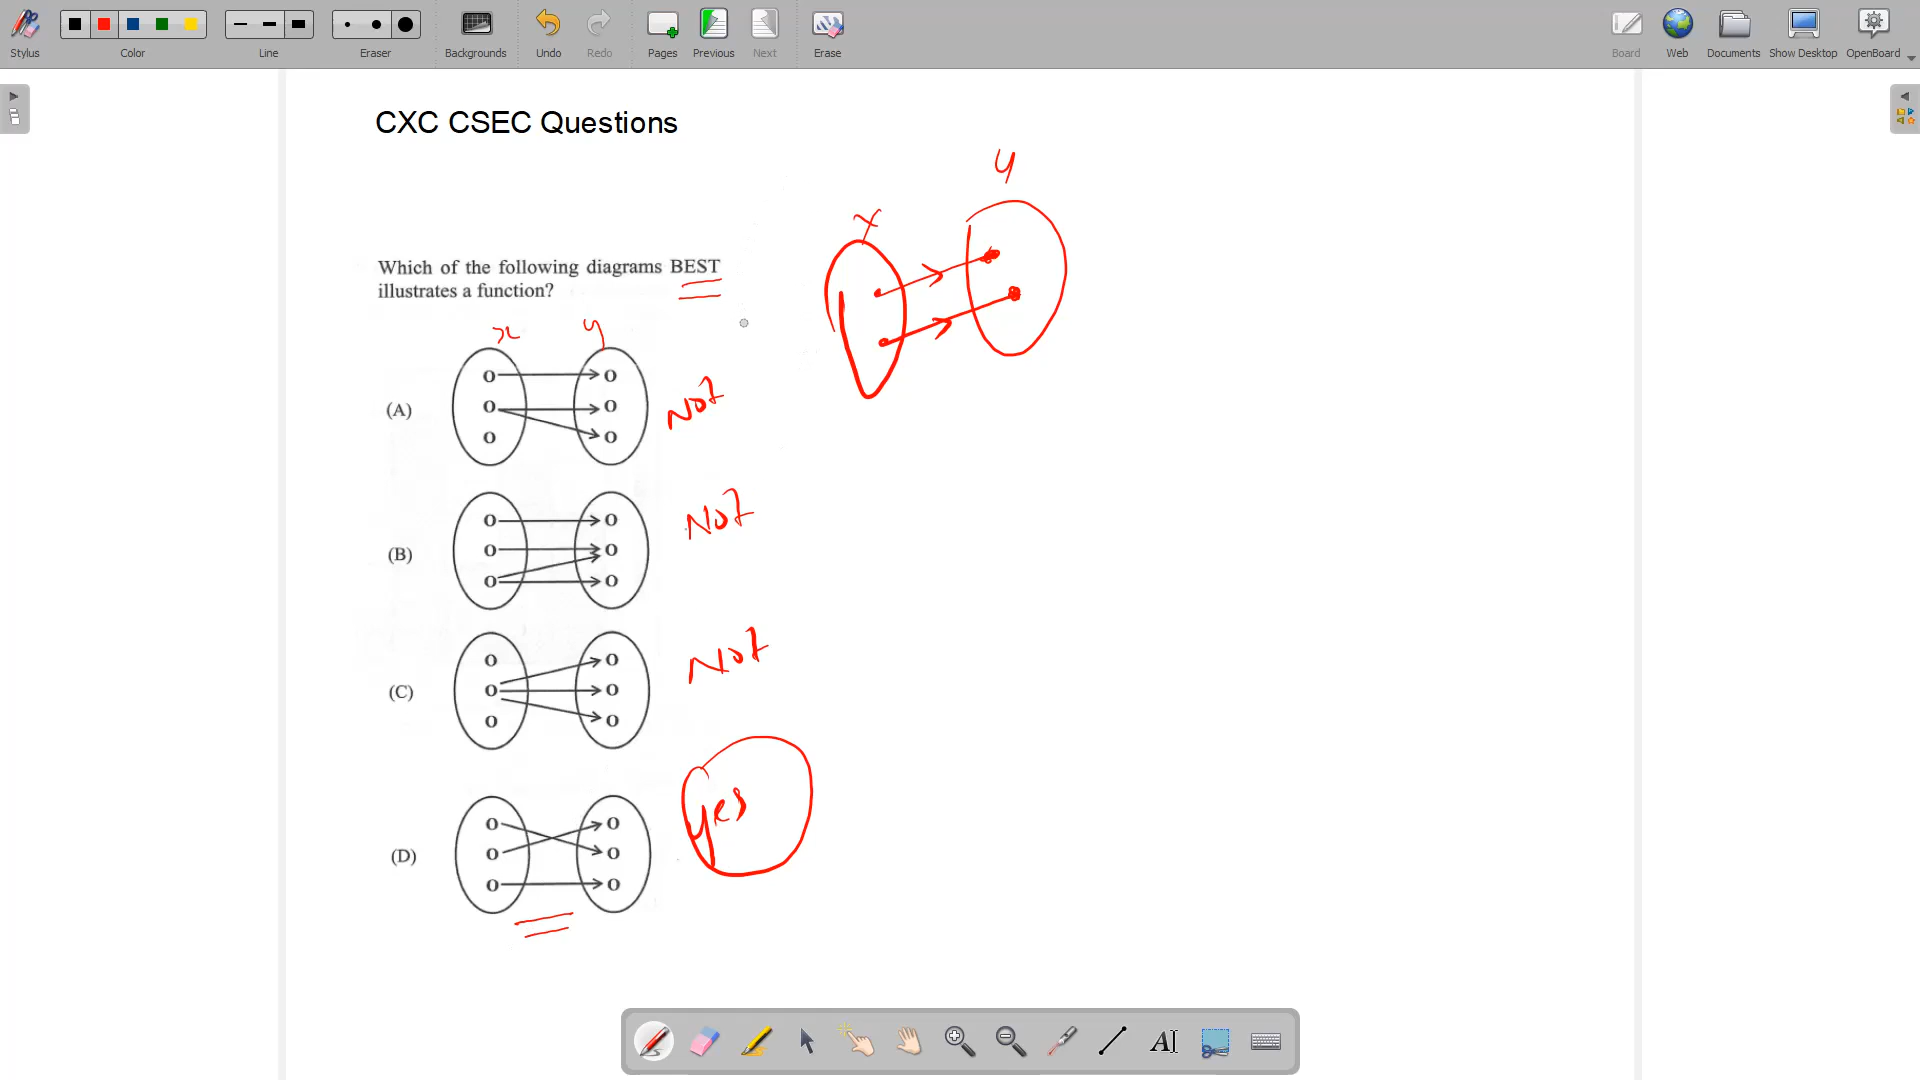 Stylus
Color
Line
Eraser
Backgrounds
Undo
Redo
Pages
Previous
Next
Erase
Board
Web
Documents
Show Desktop
OpenBoard
CXC CSEC Questions
y
x
Which of the following diagrams BEST
illustrates a function?
x y
(A) Not
(B) Not
(C) Not
(D) yes